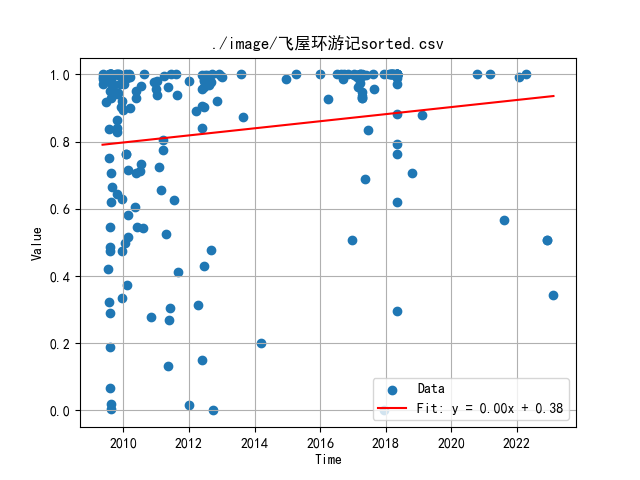 ./image/飞屋环游记sorted.csv
1.0
0.8
0.6
0.4
0.2
0.0
Value
Data
Fit: y = 0.00x + 0.38
2010 2012 2014 2016 2018 2020 2022
Time